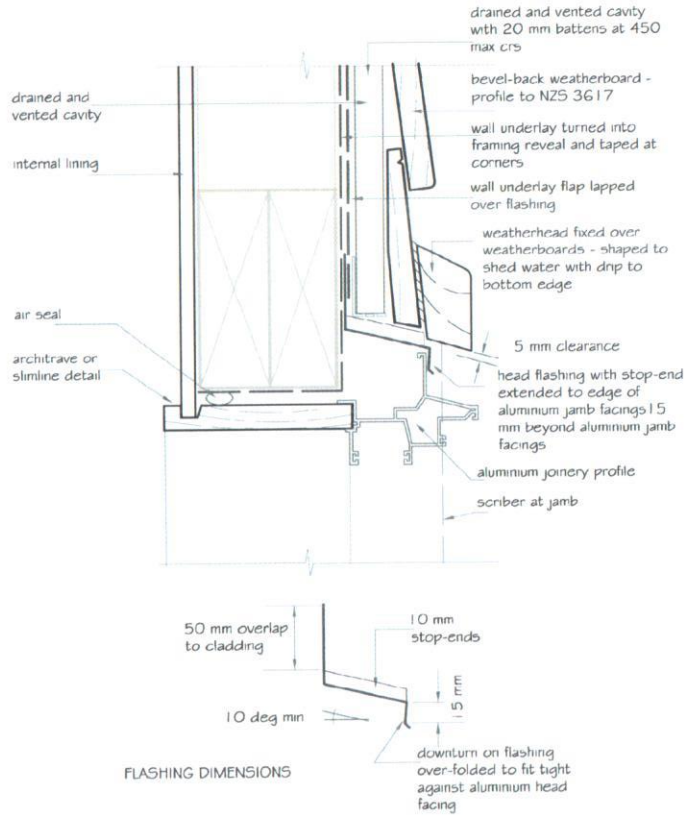 drained and vented cavity
with 20 mm battens at 450
max crs
bevel-back weatherboard -
profile to NZS 3617
wall underlay turned into
framing reveal and taped at
corners
wall underlay flap lapped
over flashing
weatherhead fixed over
weatherboards - shaped to
shed water with drip to
bottom edge
5 mm clearance
head flashing with stop-end
extended to edge of
aluminium jamb facings 15
mm beyond aluminium jamb
facings
aluminium joinery profile
scriber at jamb
drained and
vented cavity
internal lining
air seal
architrave or
slimline detail
50 mm overlap
to cladding
10 mm
stop-ends
15 mm
10 deg min
downturn on flashing
over-folded to fit tight
against aluminium head
facing
FLASHING DIMENSIONS